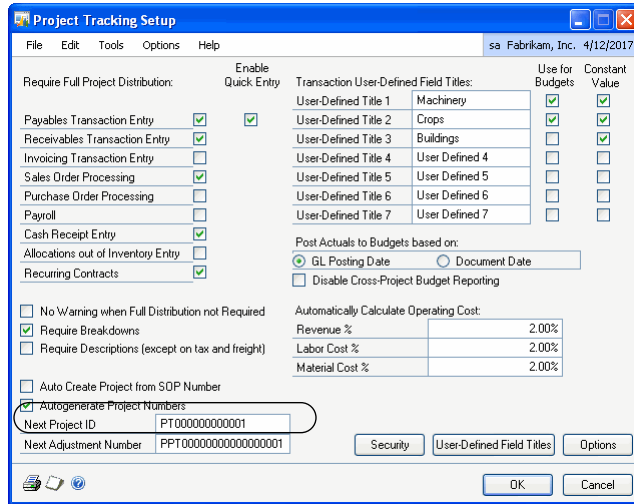 Project Tracking Setup
File Edit Tools Options Help sa Fabrikam, Inc. 4/12/2017
Require Full Project Distribution:
Enable
Quick Entry
Payables Transaction Entry
Receivables Transaction Entry
Invoicing Transaction Entry
Sales Order Processing
Purchase Order Processing
Payroll
Cash Receipt Entry
Allocations out of Inventory Entry
Recurring Contracts
Transaction User-Defined Field Titles:
Use for
Budgets
Constant
Value
User-Defined Title 1 Machinery
User-Defined Title 2 Crops
User-Defined Title 3 Buildings
User-Defined Title 4 User Defined 4
User-Defined Title 5 User Defined 5
User-Defined Title 6 User Defined 6
User-Defined Title 7 User Defined 7
Post Actuals to Budgets based on:
GL Posting Date Document Date
Disable Cross-Project Budget Reporting
No Warning when Full Distribution not Required
Require Breakdowns
Require Descriptions (except on tax and freight)
Automatically Calculate Operating Cost:
Revenue % 2.00%
Labor Cost % 2.00%
Material Cost % 2.00%
Auto Create Project from SOP Number
Autogenerate Project Numbers
Next Project ID PT000000000001
Next Adjustment Number PPT00000000000000001
Security User-Defined Field Titles Options
OK Cancel